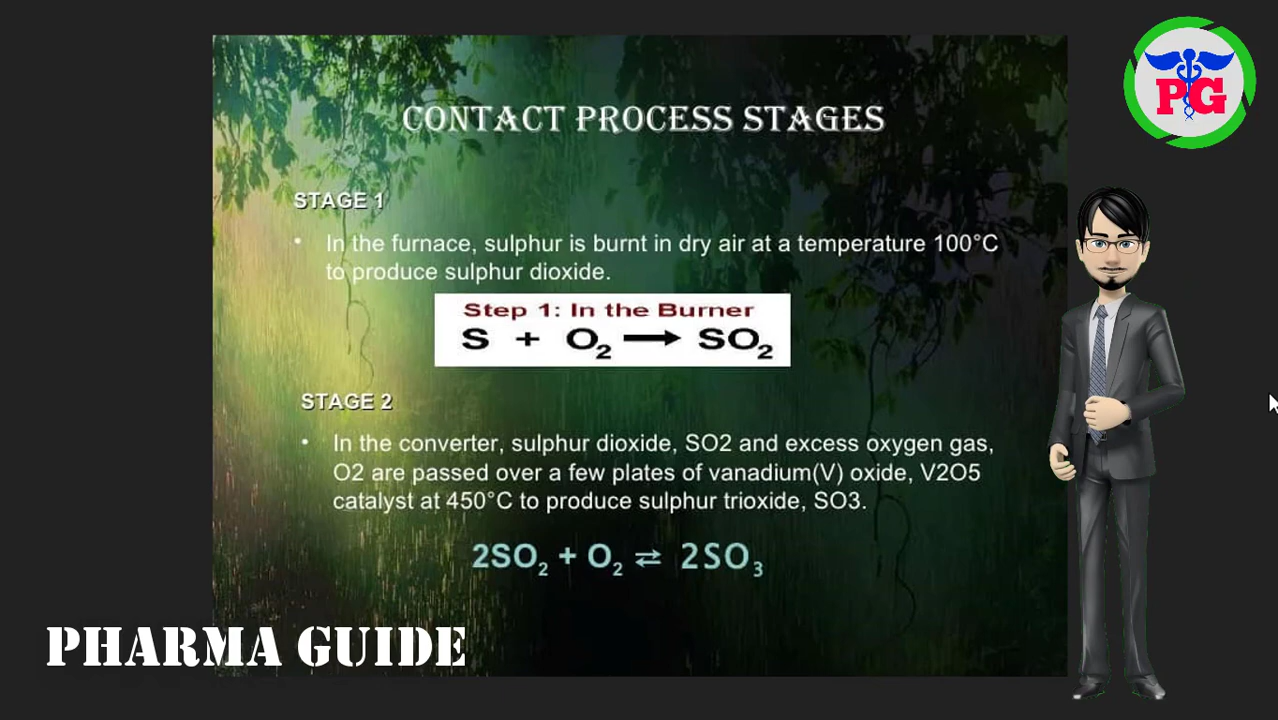 PG
CONTACT PROCESS STAGES
STAGE 1
• In the furnace, sulphur is burnt in dry air at a temperature 100°C
to produce sulphur dioxide.
Step 1: In the Burner
S + O₂ → SO₂
STAGE 2
• In the converter, sulphur dioxide, SO2 and excess oxygen gas,
O2 are passed over a few plates of vanadium(V) oxide, V2O5
catalyst at 450°C to produce sulphur trioxide, SO3.
2SO₂ + O₂ ⇌ 2SO₃
PHARMA GUIDE